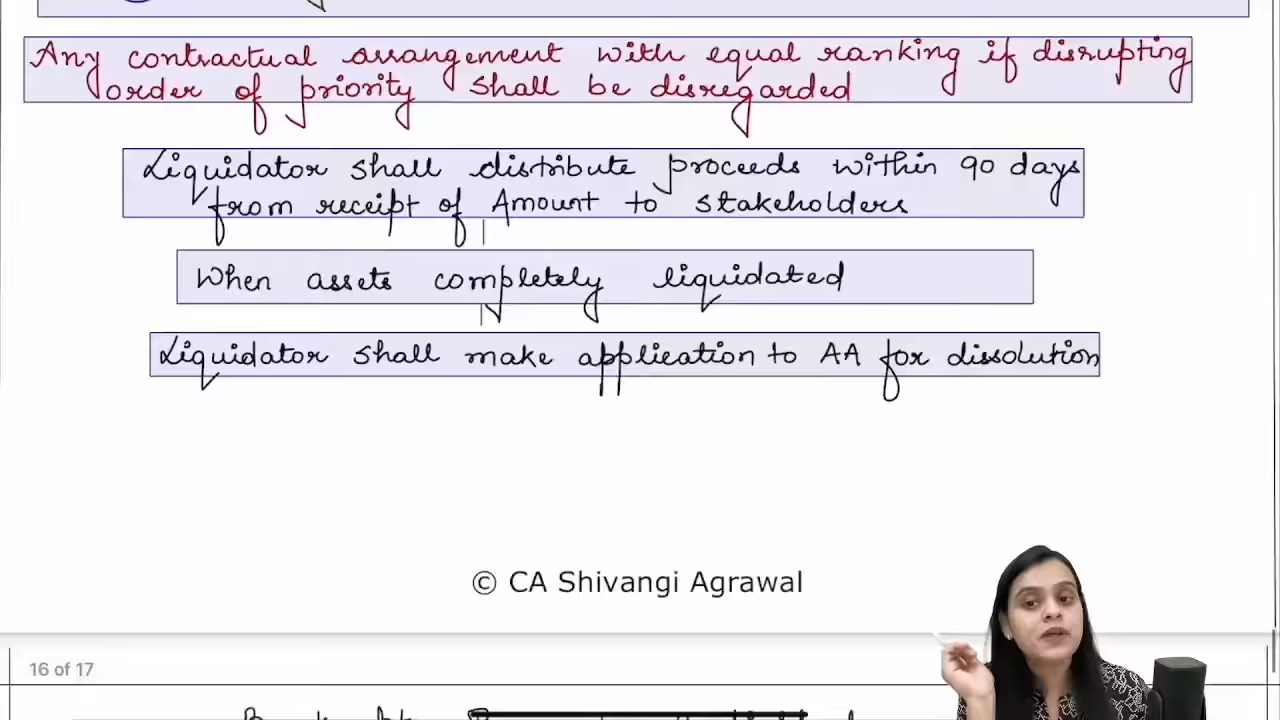 Any contractual arrangement with equal ranking if disrupting
order of priority shall be disregarded
Liquidator shall distribute proceeds within 90 days
from receipt of Amount to stakeholders
When assets completely liquidated
Liquidator shall make application to AA for dissolution
© CA Shivangi Agrawal
16 of 17